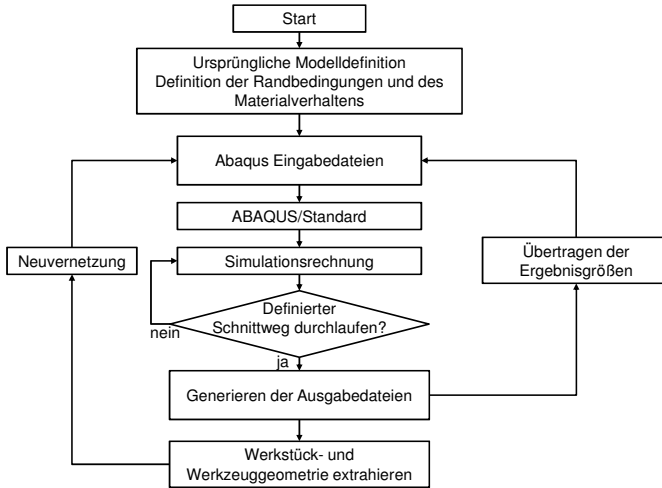 Start
Ursprüngliche Modelldefinition
Definition der Randbedingungen und des
Materialverhaltens
Abaqus Eingabedateien
ABAQUS/Standard
Neuvernetzung
Simulationsrechnung
Übertragen der
Ergebnisgrößen
Definierter
Schnittweg durchlaufen?
nein
ja
Generieren der Ausgabedateien
Werkstück- und
Werkzeuggeometrie extrahieren